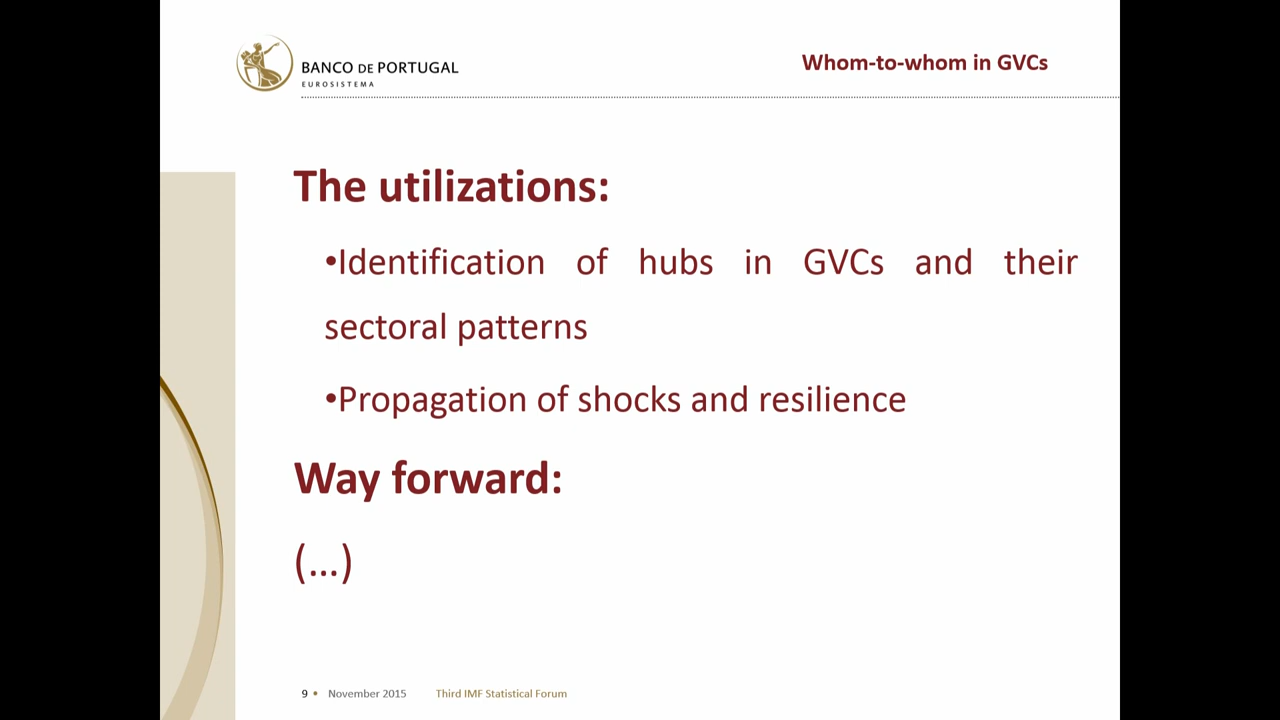 BANCO DE PORTUGAL
EUROSISTEMA
Whom-to-whom in GVCs
The utilizations:
•Identification of hubs in GVCs and their
sectoral patterns
•Propagation of shocks and resilience
Way forward:
(...)
9 • November 2015 Third IMF Statistical Forum